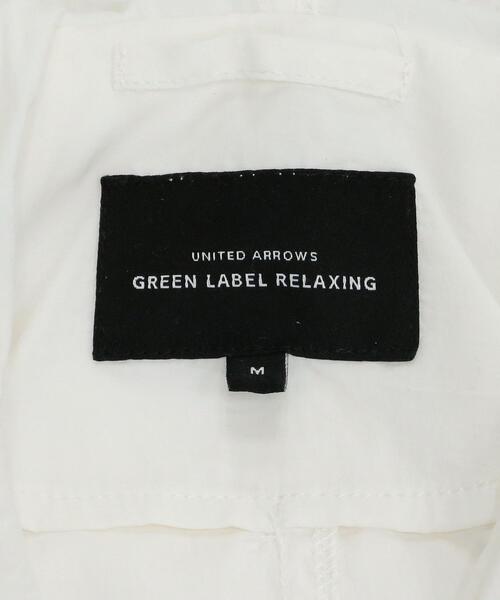 UNITED ARROWS
GREEN LABEL RELAXING
M